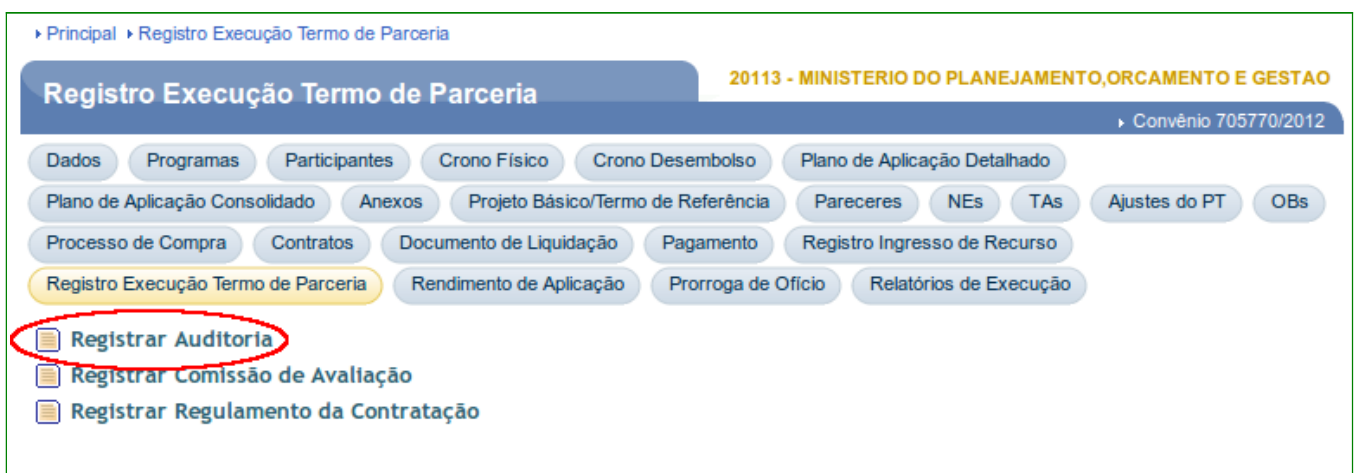 Principal Registro Execução Termo de Parceria
Registro Execução Termo de Parceria
20113 - MINISTERIO DO PLANEJAMENTO,ORCAMENTO E GESTAO
Convênio 705770/2012
Dados Programas Participantes Crono Físico Crono Desembolso Plano de Aplicação Detalhado
Plano de Aplicação Consolidado Anexos Projeto Básico/Termo de Referência Pareceres NEs TAs Ajustes do PT OBs
Processo de Compra Contratos Documento de Liquidação Pagamento Registro Ingresso de Recurso
Registro Execução Termo de Parceria Rendimento de Aplicação Prorroga de Ofício Relatórios de Execução
Registrar Auditoria
Registrar Comissão de Avaliação
Registrar Regulamento da Contratação